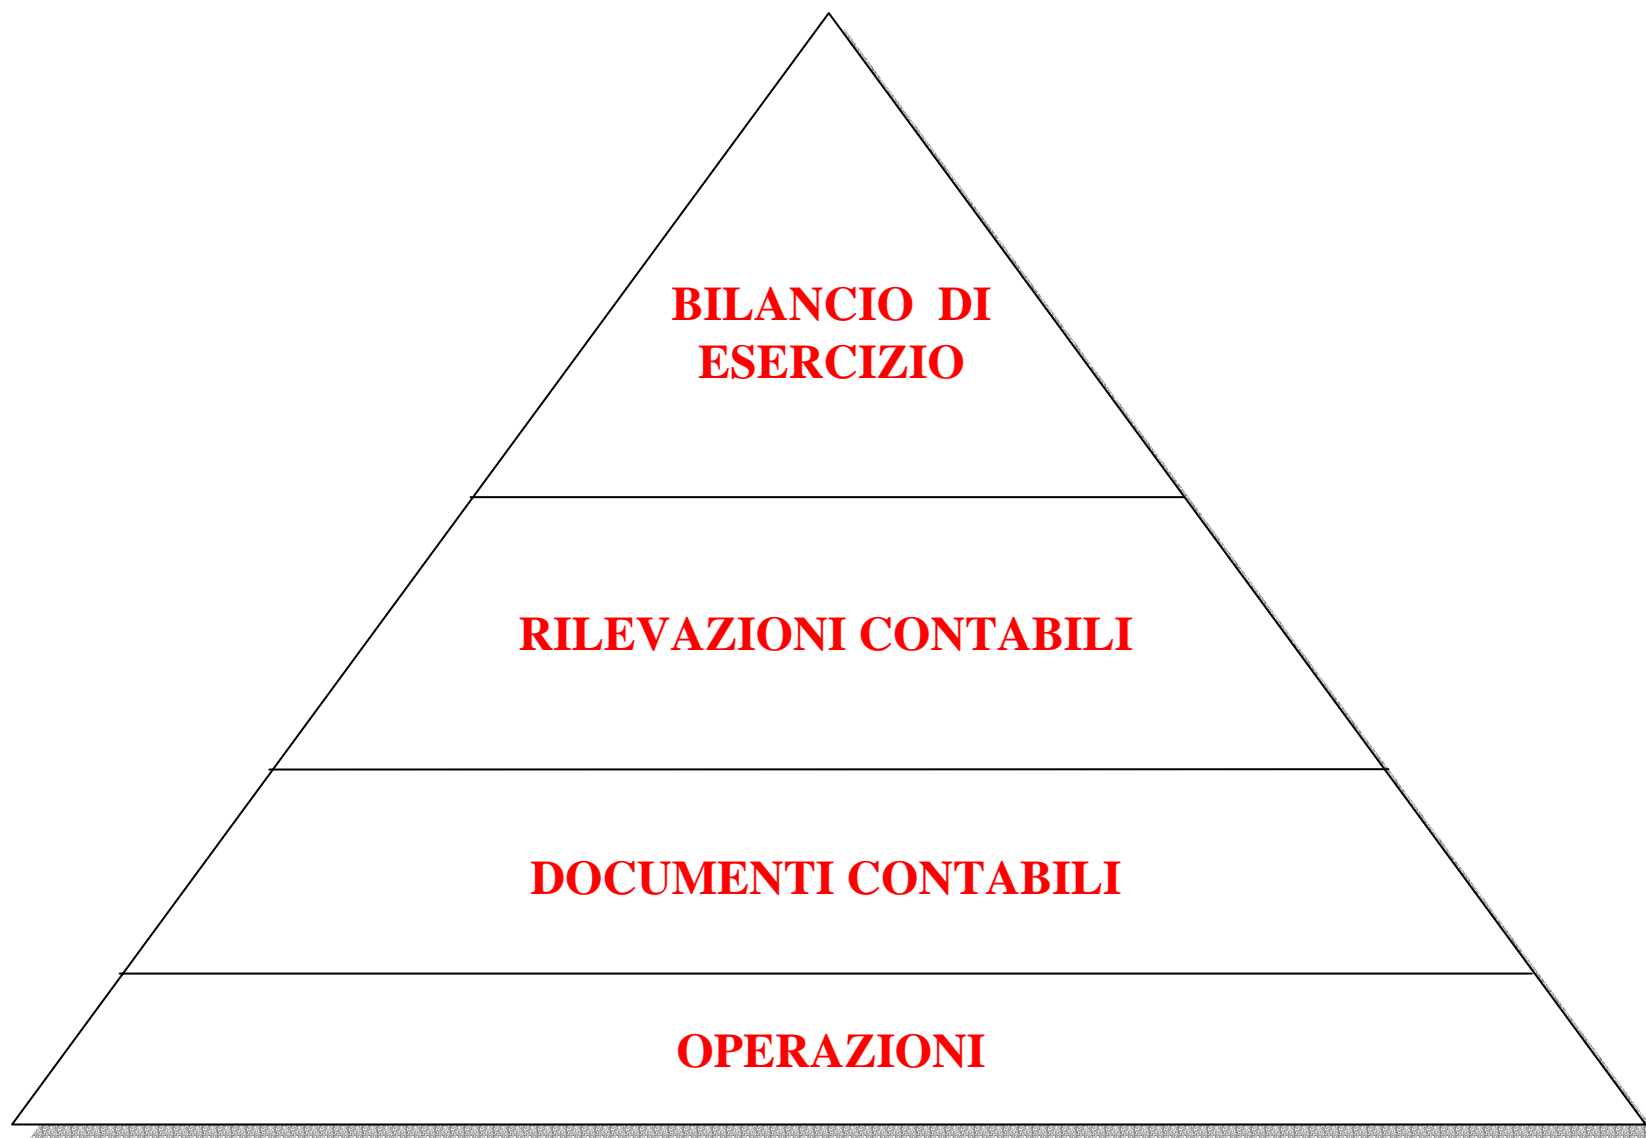 BILANCIO DI
ESERCIZIO
RILEVAZIONI CONTABILI
DOCUMENTI CONTABILI
OPERAZIONI